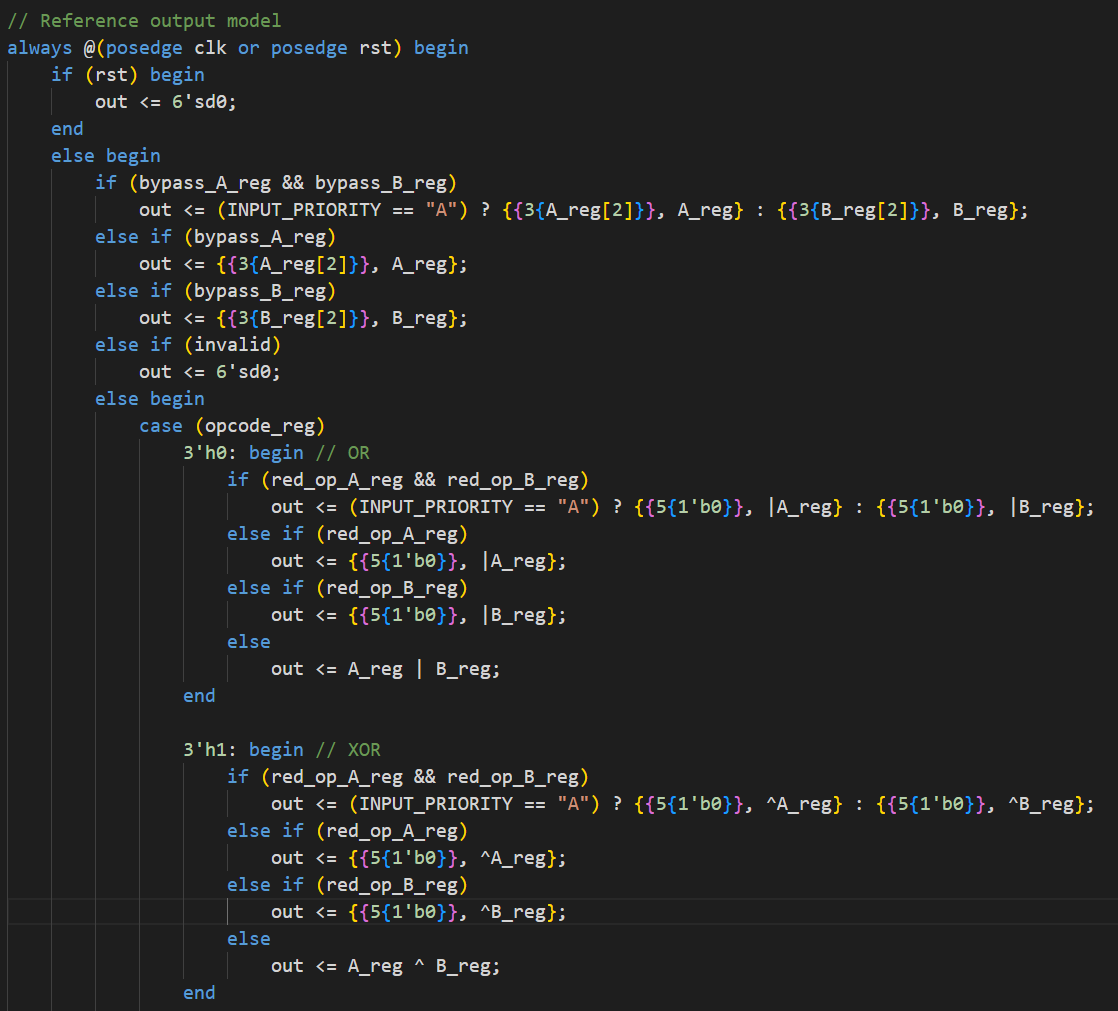 // Reference output model
always @(posedge clk or posedge rst) begin
    if (rst) begin
        out <= 6'sd0;
    end
    else begin
        if (bypass_A_reg && bypass_B_reg)
            out <= (INPUT_PRIORITY == "A") ? {{3{A_reg[2]}}, A_reg} : {{3{B_reg[2]}}, B_reg};
        else if (bypass_A_reg)
            out <= {{3{A_reg[2]}}, A_reg};
        else if (bypass_B_reg)
            out <= {{3{B_reg[2]}}, B_reg};
        else if (invalid)
            out <= 6'sd0;
        else begin
            case (opcode_reg)
                3'h0: begin // OR
                    if (red_op_A_reg && red_op_B_reg)
                        out <= (INPUT_PRIORITY == "A") ? {{5{1'b0}}, |A_reg} : {{5{1'b0}}, |B_reg};
                    else if (red_op_A_reg)
                        out <= {{5{1'b0}}, |A_reg};
                    else if (red_op_B_reg)
                        out <= {{5{1'b0}}, |B_reg};
                    else
                        out <= A_reg | B_reg;
                end

                3'h1: begin // XOR
                    if (red_op_A_reg && red_op_B_reg)
                        out <= (INPUT_PRIORITY == "A") ? {{5{1'b0}}, ^A_reg} : {{5{1'b0}}, ^B_reg};
                    else if (red_op_A_reg)
                        out <= {{5{1'b0}}, ^A_reg};
                    else if (red_op_B_reg)
                        out <= {{5{1'b0}}, ^B_reg};
                    else
                        out <= A_reg ^ B_reg;
                end